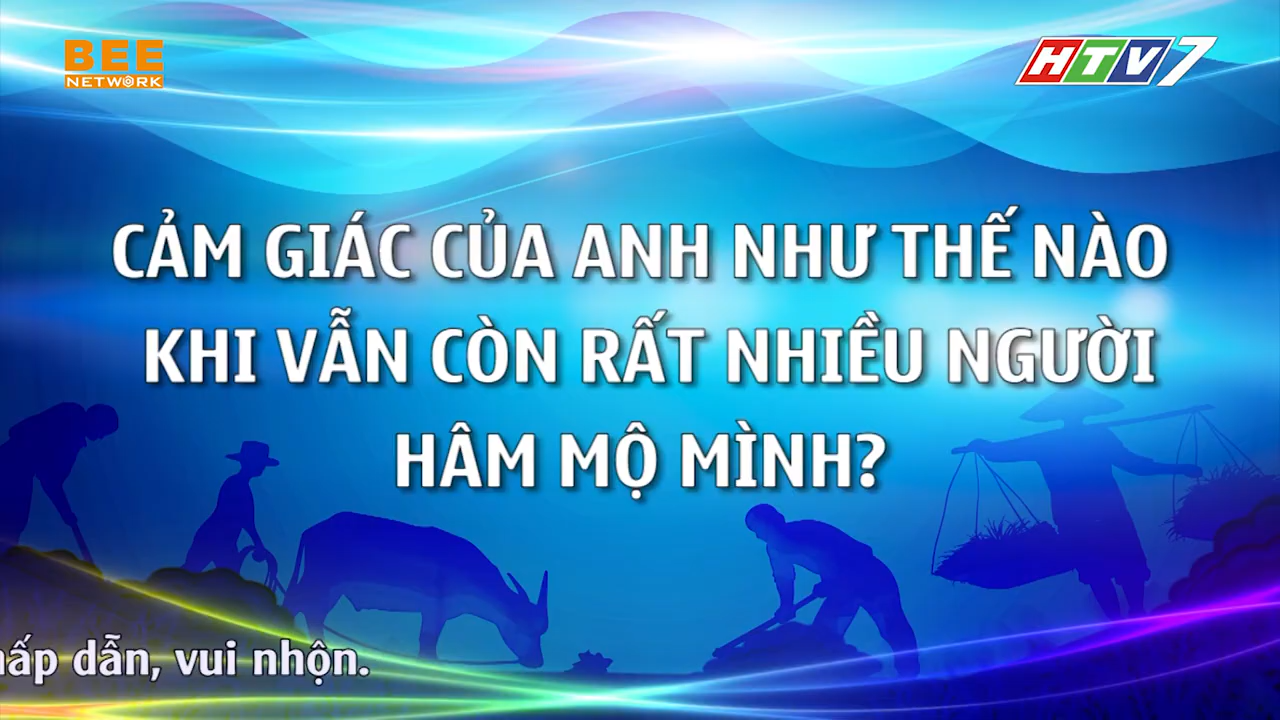 BEE
NETWORK
HTV7
CẢM GIÁC CỦA ANH NHƯ THẾ NÀO
KHI VẪN CÒN RẤT NHIỀU NGƯỜI
HÂM MỘ MÌNH?
dẫn, vui nhộn.